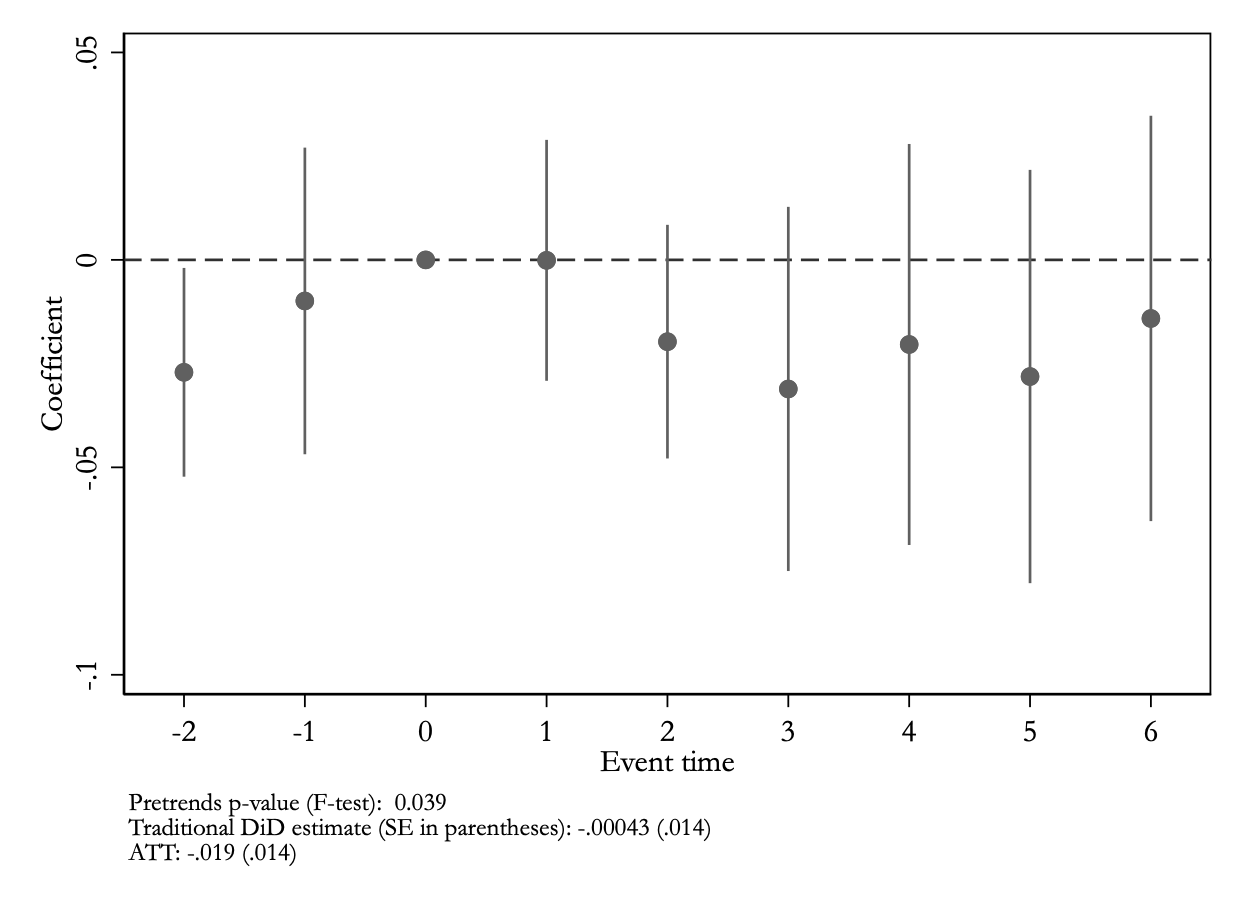 .05
0
-.05
-.1
Coefficient
-2 -1 0 1 2 3 4 5 6
Event time
Pretrends p-value (F-test): 0.039
Traditional DiD estimate (SE in parentheses): -.00043 (.014)
ATT: -.019 (.014)